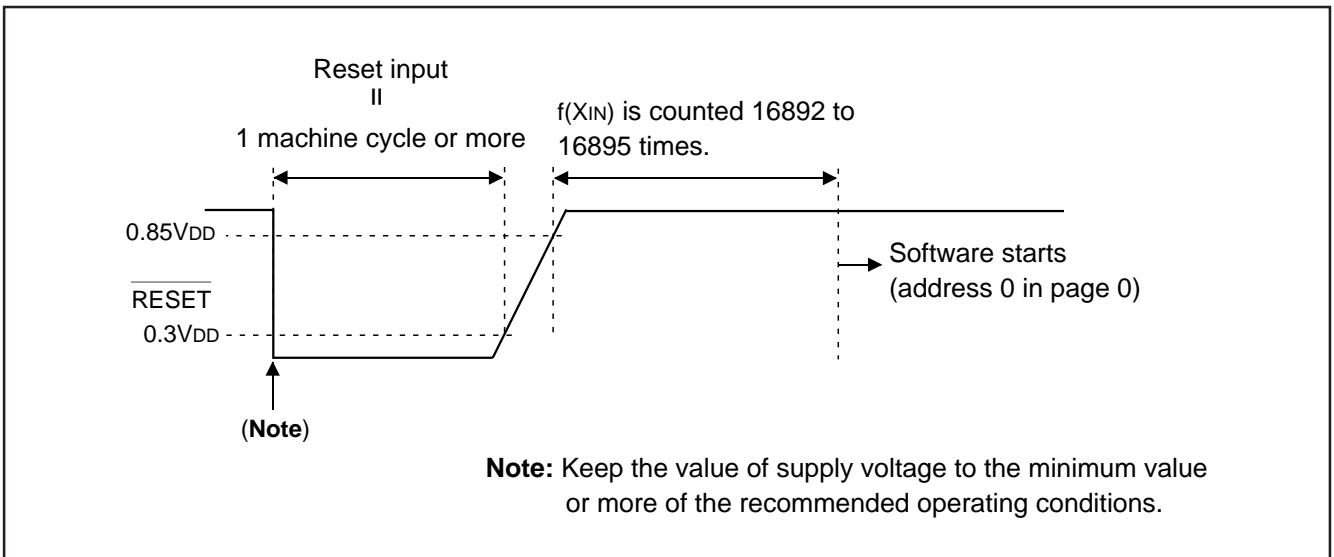 Reset input
=
1 machine cycle or more
f(XIN) is counted 16892 to
16895 times.
0.85VDD
RESET
0.3VDD
Software starts
(address 0 in page 0)
(Note)
Note: Keep the value of supply voltage to the minimum value
or more of the recommended operating conditions.